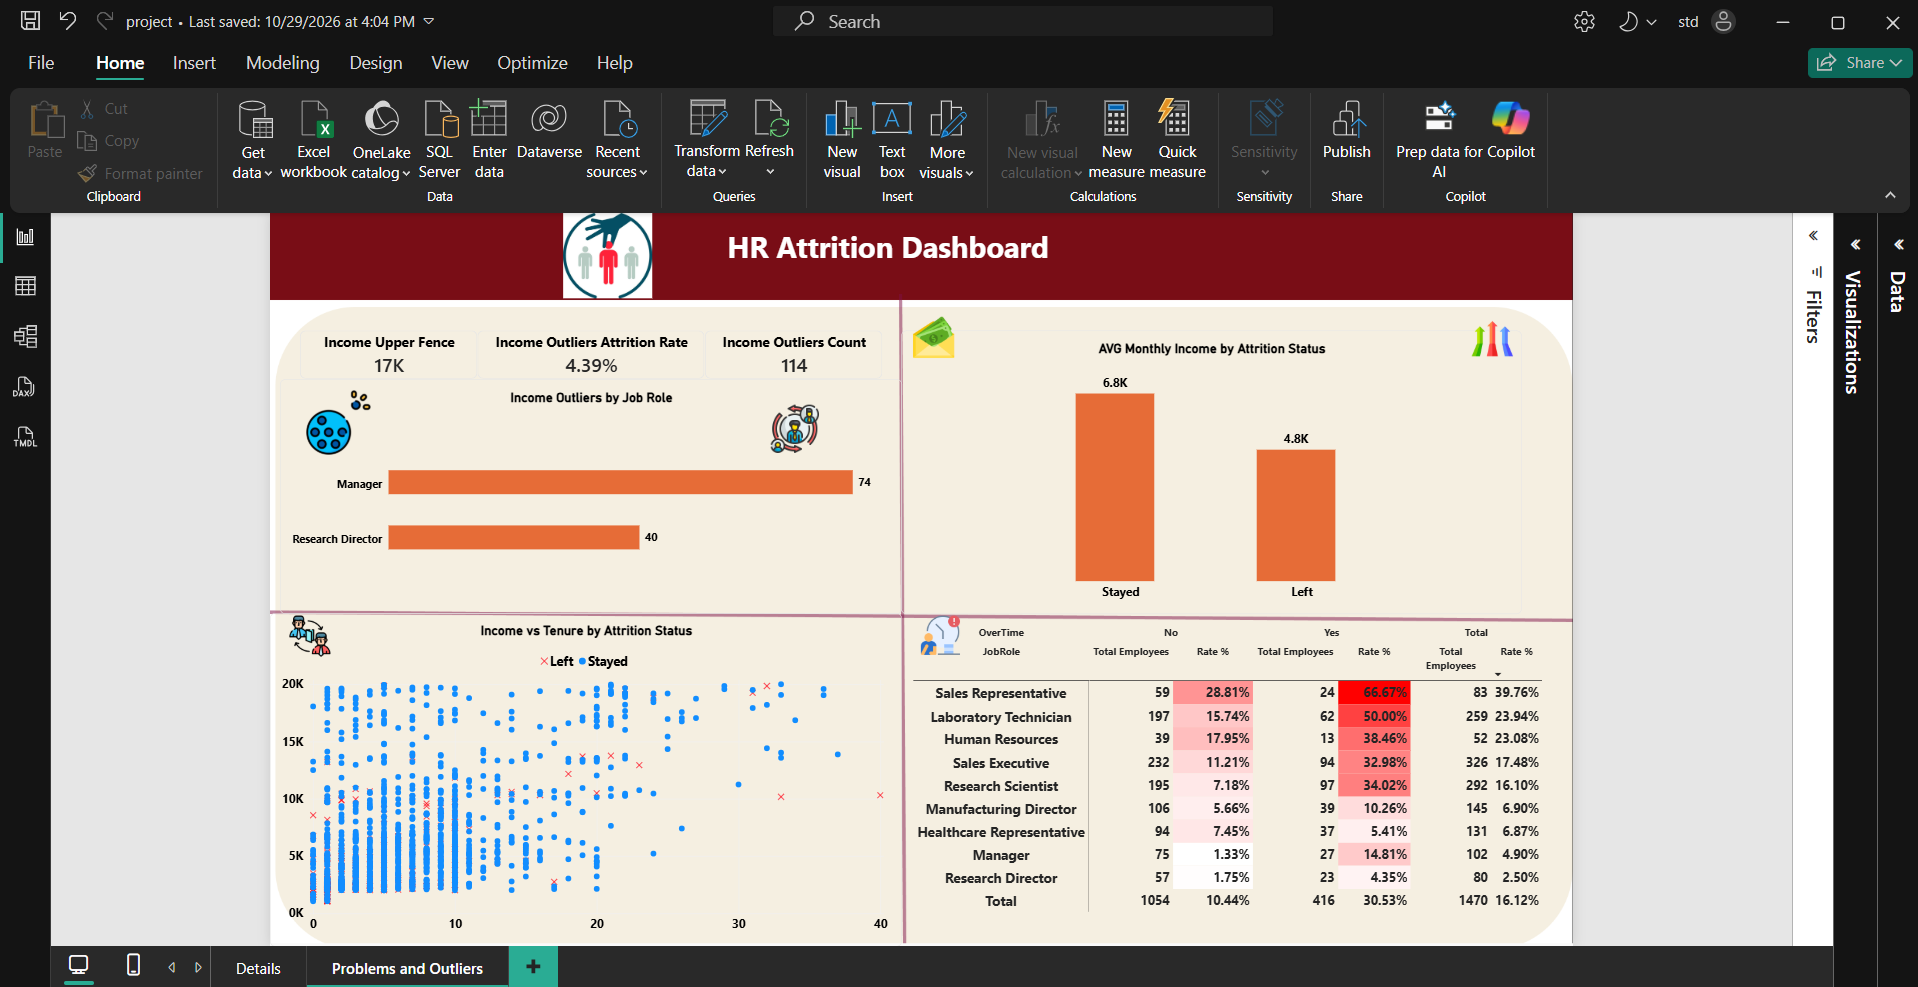 project • Last saved: 10/29/2026 at 4:04 PM
Search
std
File Home Insert Modeling Design View Optimize Help
Share
Paste
Cut
Copy
Format painter
Clipboard
Get data
Excel workbook
OneLake catalog
SQL Server
Enter data
Dataverse
Recent sources
Data
Transform data
Refresh
Queries
New visual
Text box
More visuals
Insert
New visual calculation
New measure
Quick measure
Calculations
Sensitivity
Sensitivity
Publish
Share
Prep data for AI
Copilot
Copilot
DAX
TMDL
HR Attrition Dashboard
Income Upper Fence
17K
Income Outliers Attrition Rate
4.39%
Income Outliers Count
114
Income Outliers by Job Role
Manager 74
Research Director 40
AVG Monthly Income by Attrition Status
6.8K
4.8K
Stayed Left
Income vs Tenure by Attrition Status
Left Stayed
20K
15K
10K
5K
0K
0 10 20 30 40
OverTime No Yes Total
JobRole Total Employees Rate % Total Employees Rate % Total Employees Rate %
Sales Representative 59 28.81% 24 66.67% 83 39.76%
Laboratory Technician 197 15.74% 62 50.00% 259 23.94%
Human Resources 39 17.95% 13 38.46% 52 23.08%
Sales Executive 232 11.21% 94 32.98% 326 17.48%
Research Scientist 195 7.18% 97 34.02% 292 16.10%
Manufacturing Director 106 5.66% 39 10.26% 145 6.90%
Healthcare Representative 94 7.45% 37 5.41% 131 6.87%
Manager 75 1.33% 27 14.81% 102 4.90%
Research Director 57 1.75% 23 4.35% 80 2.50%
Total 1054 10.44% 416 30.53% 1470 16.12%
Filters
Visualizations
Data
Details
Problems and Outliers